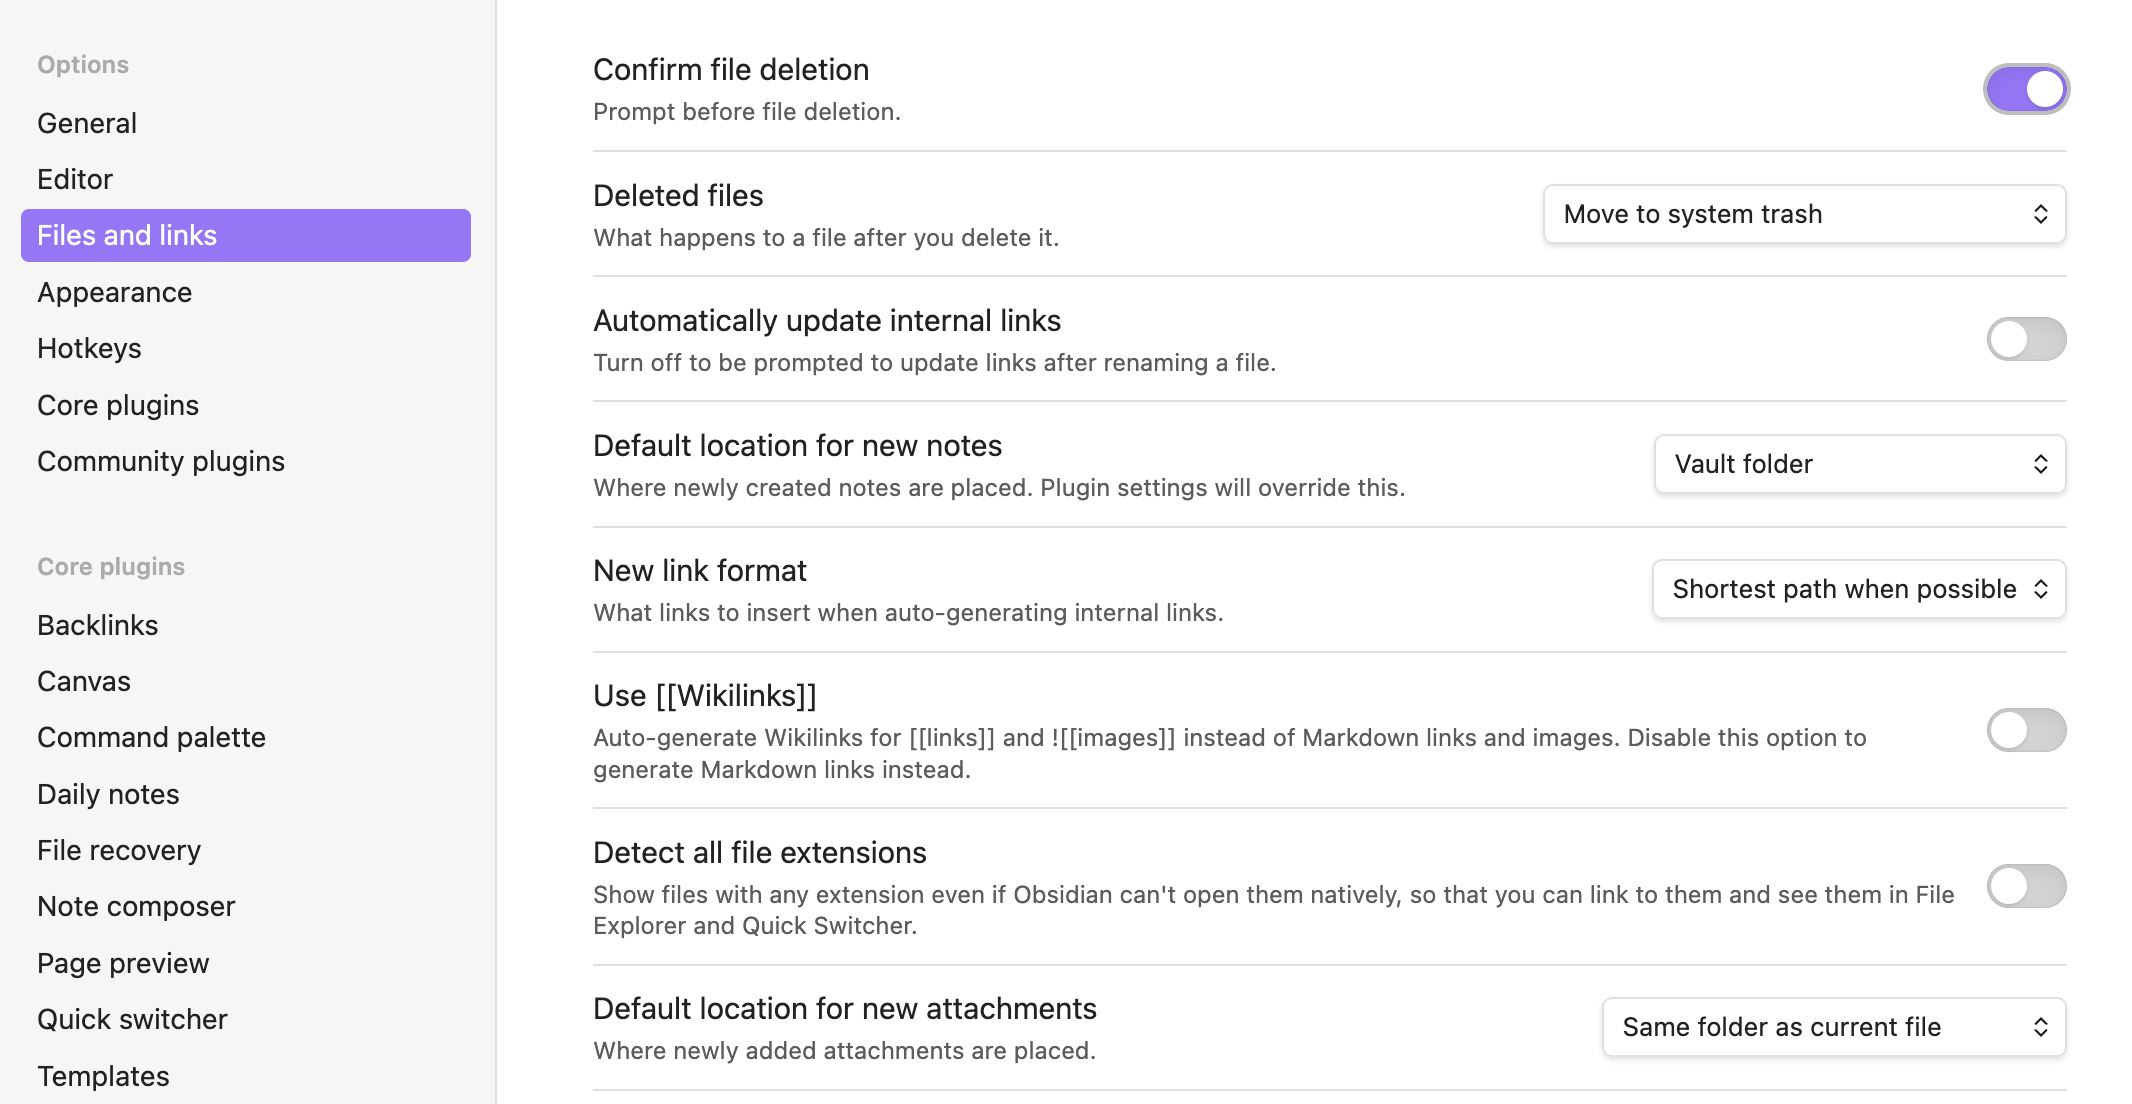 Options
General
Editor
Files and links
Appearance
Hotkeys
Core plugins
Community plugins
Core plugins
Backlinks
Canvas
Command palette
Daily notes
File recovery
Note composer
Page preview
Quick switcher
Templates
Confirm file deletion
Prompt before file deletion.
Deleted files
What happens to a file after you delete it.
Move to system trash
Automatically update internal links
Turn off to be prompted to update links after renaming a file.
Default location for new notes
Where newly created notes are placed. Plugin settings will override this.
Vault folder
New link format
What links to insert when auto-generating internal links.
Shortest path when possible
Use [[Wikilinks]]
Auto-generate Wikilinks for [[links]] and ![[images]] instead of Markdown links and images. Disable this option to
generate Markdown links instead.
Detect all file extensions
Show files with any extension even if Obsidian can't open them natively, so that you can link to them and see them in File
Explorer and Quick Switcher.
Default location for new attachments
Where newly added attachments are placed.
Same folder as current file